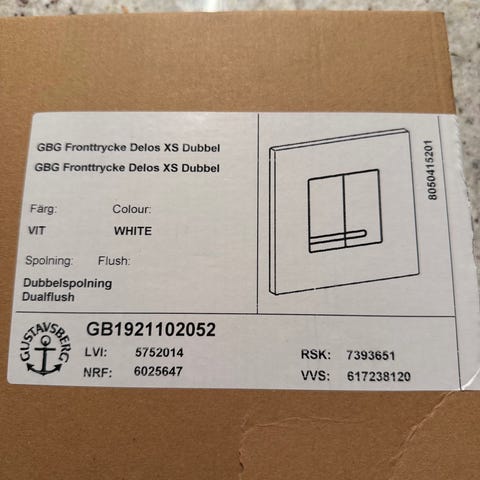 GBG Fronttrycke Delos XS Dubbel
GBG Fronttrycke Delos XS Dubbel
Färg: Colour:
VIT WHITE
Spolning: Flush:
Dubbelspolning
Dualflush
8050415201
GUSTAVSBERG
GB1921102052
LVI: 5752014
NRF: 6025647
RSK: 7393651
VVS: 617238120